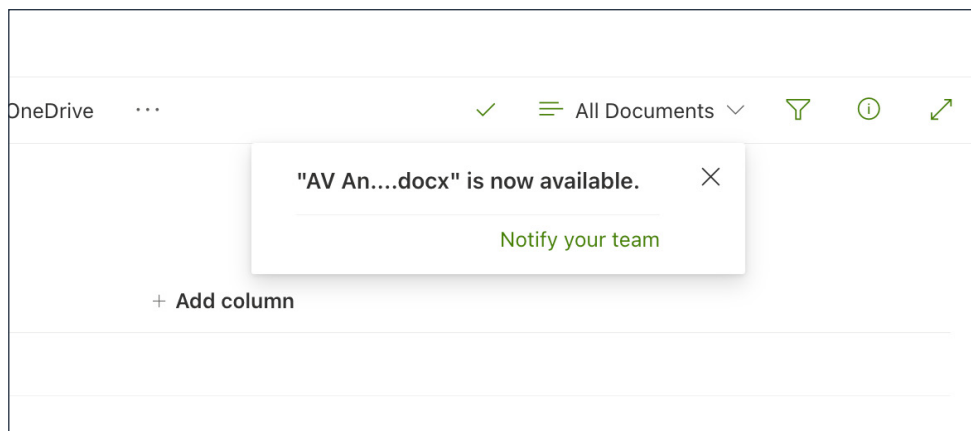 OneDrive ··· All Documents
"AV An....docx" is now available.
Notify your team
+ Add column